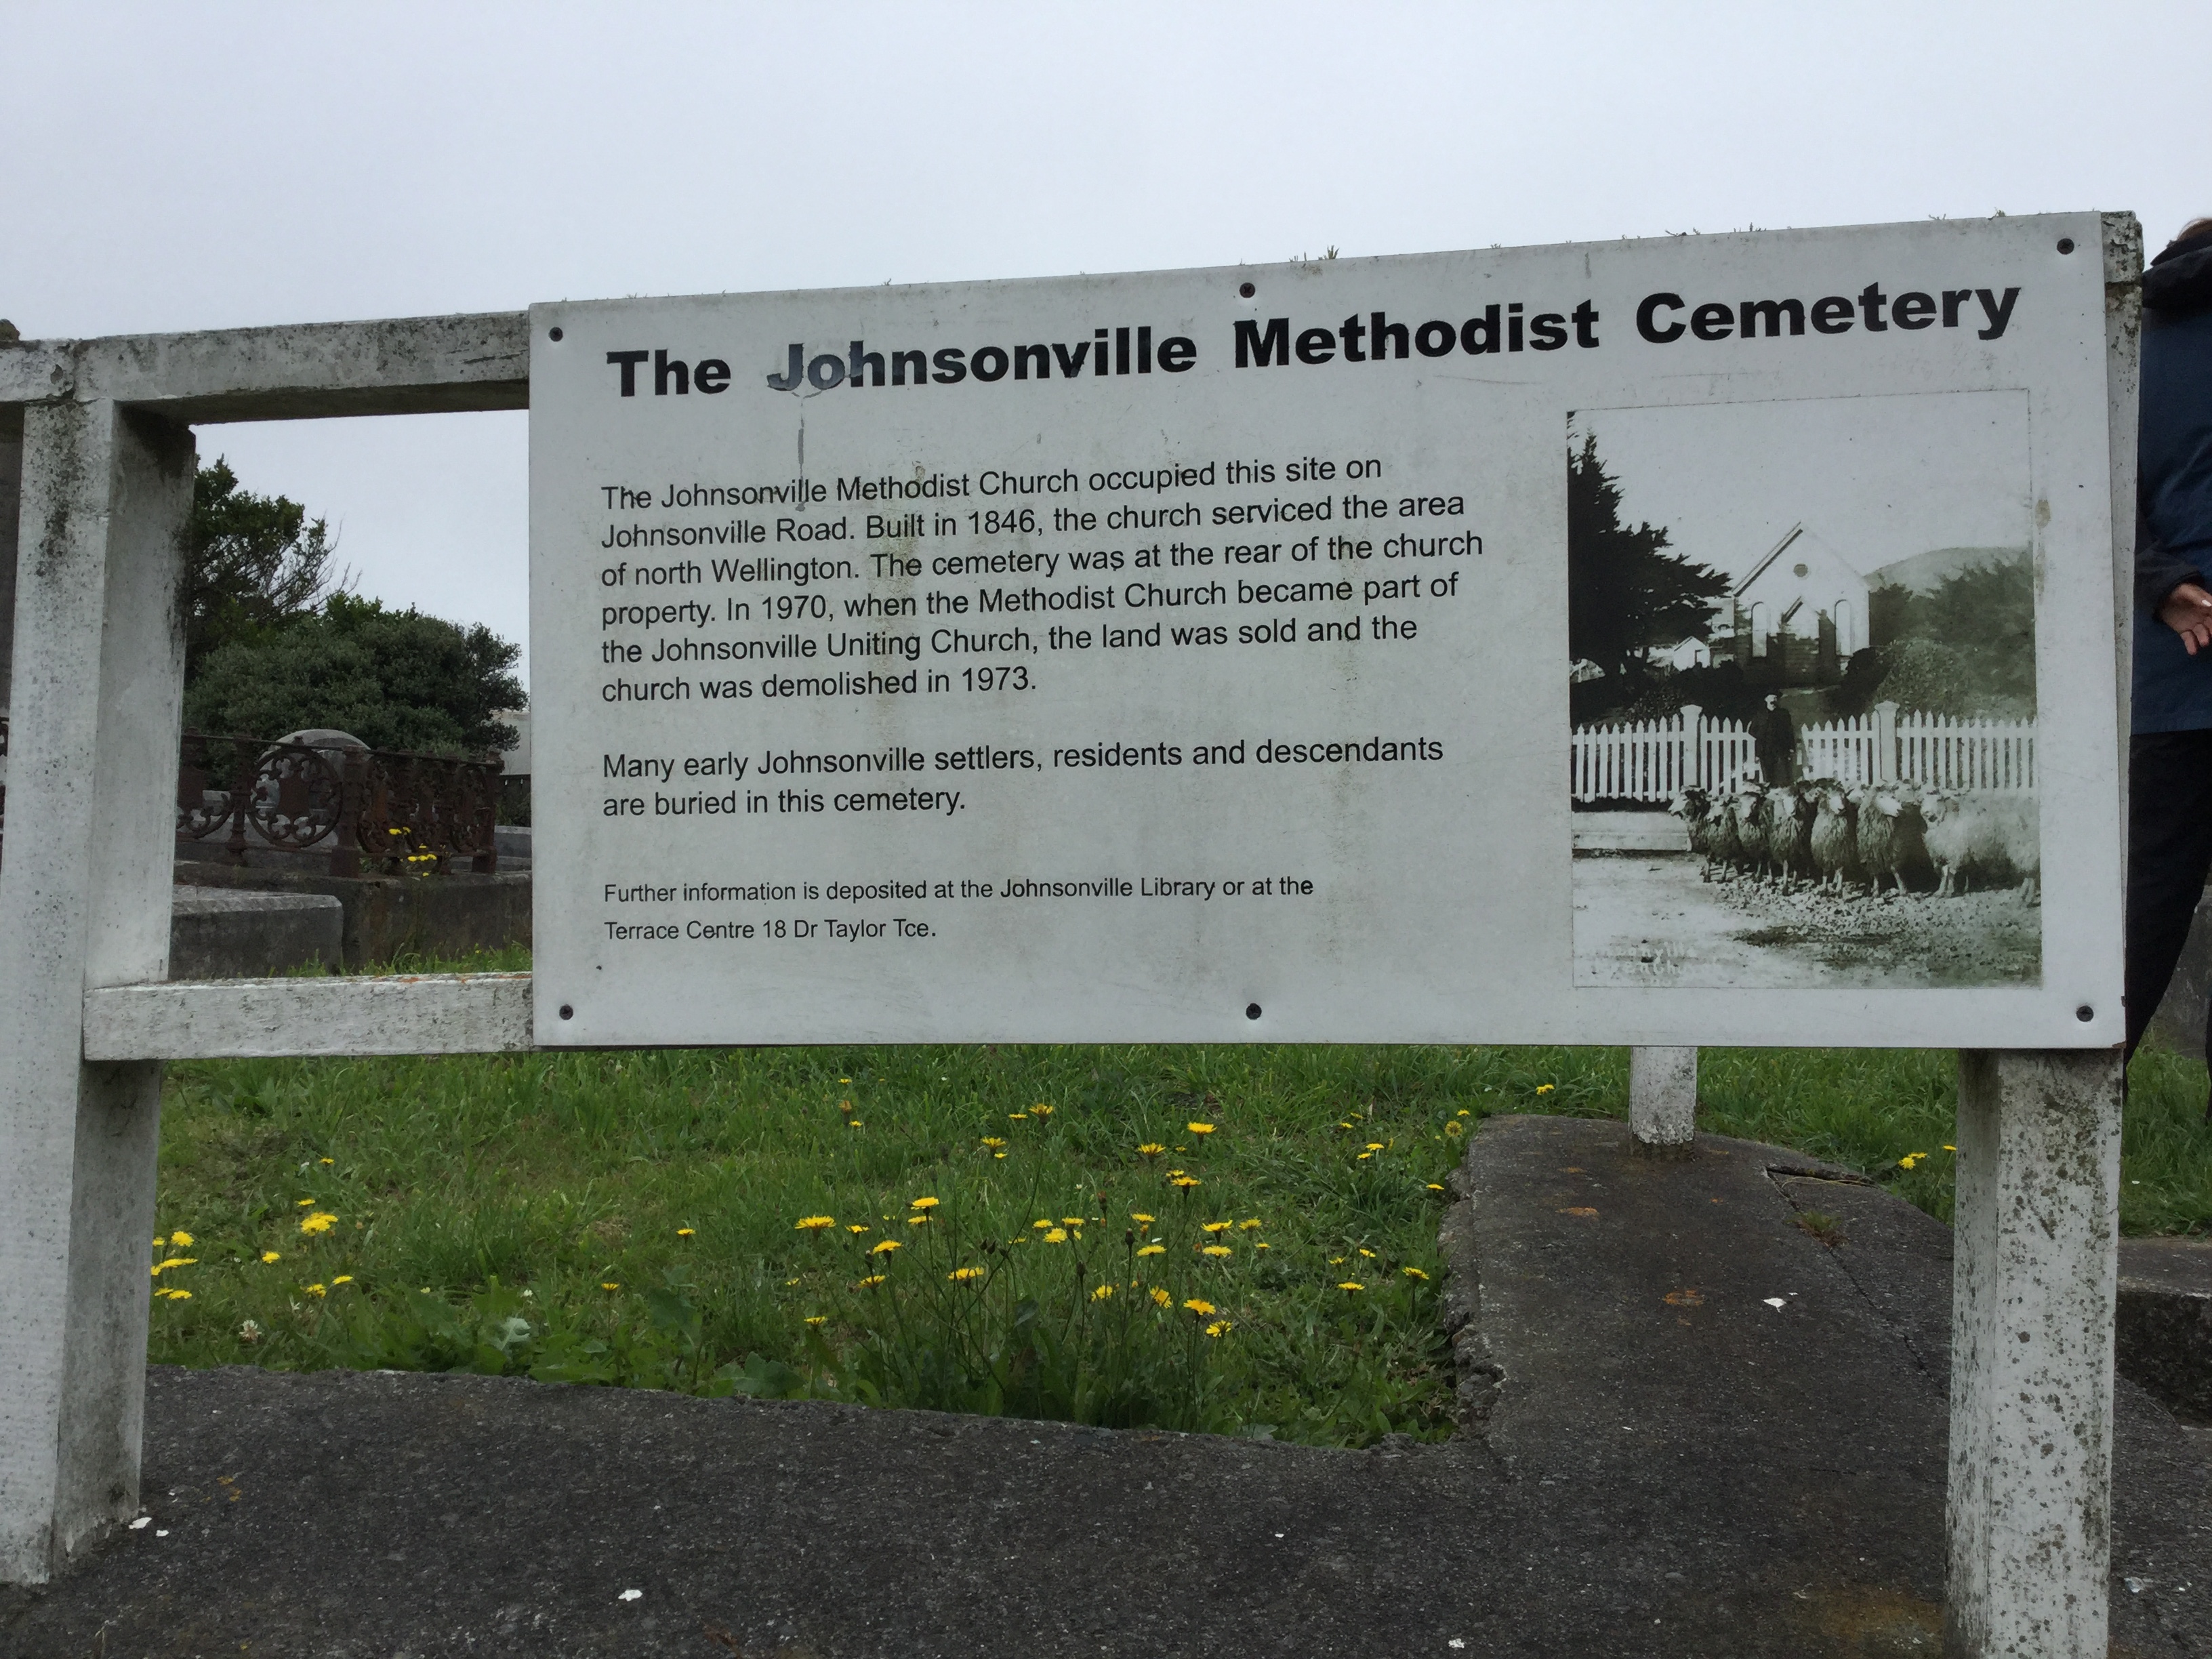 The Johnsonville Methodist Cemetery
The Johnsonville Methodist Church occupied this site on
Johnsonville Road. Built in 1846, the church serviced the area
of north Wellington. The cemetery was at the rear of the church
property. In 1970, when the Methodist Church became part of
the Johnsonville Uniting Church, the land was sold and the
church was demolished in 1973.
Many early Johnsonville settlers, residents and descendants
are buried in this cemetery.
Further information is deposited at the Johnsonville Library or at the
Terrace Centre 18 Dr Taylor Tce.